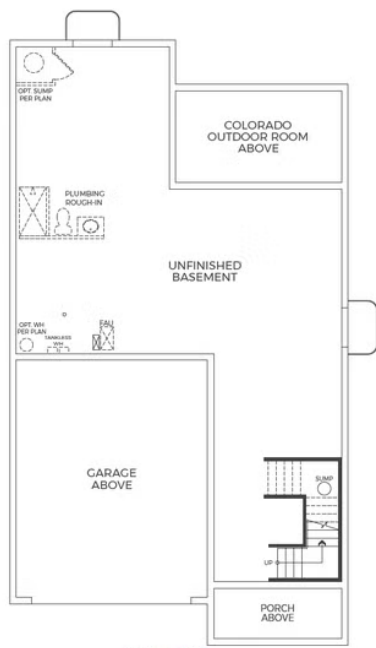 OPT. SUMP
PER PLAN
COLORADO
OUTDOOR ROOM
ABOVE
PLUMBING
ROUGH-IN
UNFINISHED
BASEMENT
OPT. WH
PER PLAN
TANKLESS
WH
FAU
GARAGE
ABOVE
SUMP
UP
PORCH
ABOVE